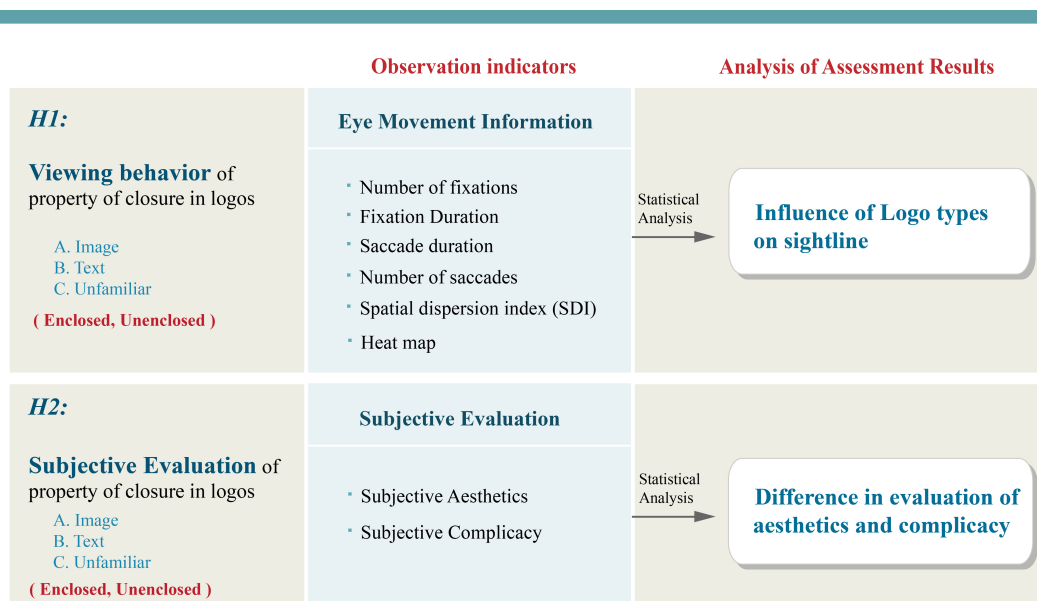 Observation indicators
Analysis of Assessment Results
H1:
Viewing behavior of
property of closure in logos
A. Image
B. Text
C. Unfamiliar
( Enclosed, Unenclosed )
Eye Movement Information
Number of fixations
Fixation Duration
Saccade duration
Number of saccades
Spatial dispersion index (SDI)
Heat map
Statistical
Analysis
Influence of Logo types
on sightline
H2:
Subjective Evaluation of
property of closure in logos
A. Image
B. Text
C. Unfamiliar
( Enclosed, Unenclosed )
Subjective Evaluation
Subjective Aesthetics
Subjective Complicacy
Statistical
Analysis
Difference in evaluation of
aesthetics and complicacy